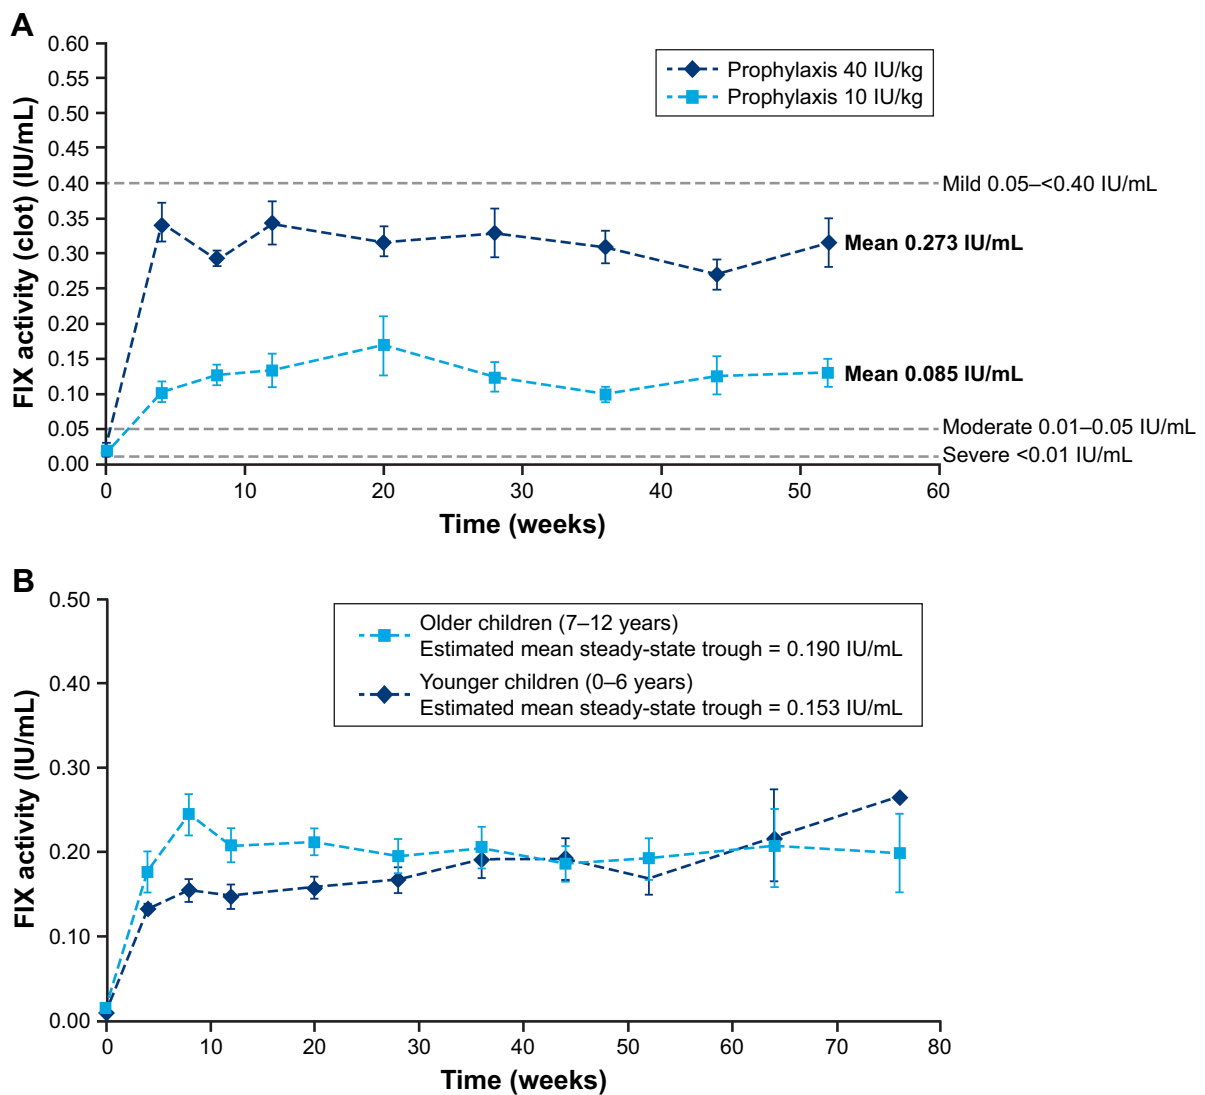 A
0.60
0.55
0.50
0.45
0.40
0.35
0.30
0.25
0.20
0.15
0.10
0.05
0.00
FIX activity (clot) (IU/mL)
Prophylaxis 40 IU/kg
Prophylaxis 10 IU/kg
Mild 0.05–<0.40 IU/mL
Mean 0.273 IU/mL
Mean 0.085 IU/mL
Moderate 0.01–0.05 IU/mL
Severe <0.01 IU/mL
0 10 20 30 40 50 60
Time (weeks)
B
0.50
0.40
0.30
0.20
0.10
0.00
FIX activity (IU/mL)
Older children (7–12 years)
Estimated mean steady-state trough = 0.190 IU/mL
Younger children (0–6 years)
Estimated mean steady-state trough = 0.153 IU/mL
0 10 20 30 40 50 60 70 80
Time (weeks)